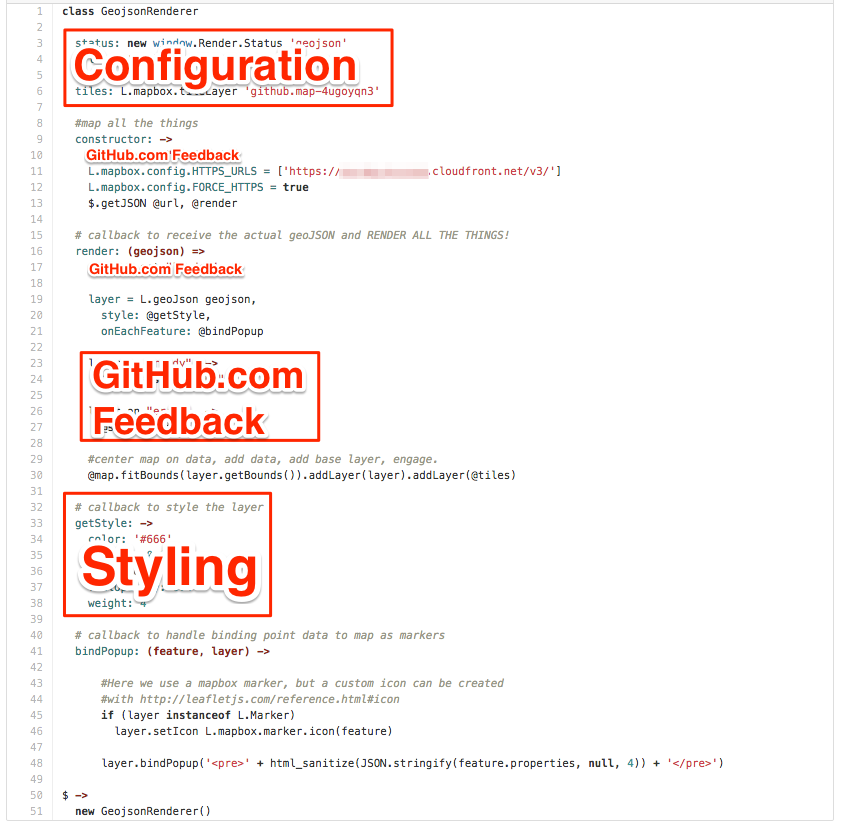 1 class GeojsonRenderer
2
3 status: new window.Render.Status 'geojson'
Configuration
4
5
6 tiles: L.mapbox.tileLayer 'github.map-4ugoyqn3'
7
8 #map all the things
9 constructor: ->
10 GitHub.com Feedback
11 L.mapbox.config.HTTPS_URLS = ['https:// .cloudfront.net/v3/']
12 L.mapbox.config.FORCE_HTTPS = true
13 $.getJSON @url, @render
14
15 # callback to receive the actual geoJSON and RENDER ALL THE THINGS!
16 render: (geojson) =>
17 GitHub.com Feedback
18
19 layer = L.geoJson geojson,
20 style: @getStyle,
21 onEachFeature: @bindPopup
22
23
GitHub.com
24
25
26
Feedback
27
28
29 #center map on data, add data, add base layer, engage.
30 @map.fitBounds(layer.getBounds()).addLayer(layer).addLayer(@tiles)
31
32 # callback to style the layer
33 getStyle: ->
34 color: '#666'
35
Styling
36
37
38 weight: 4
39
40 # callback to handle binding point data to map as markers
41 bindPopup: (feature, layer) ->
42
43 #Here we use a mapbox marker, but a custom icon can be created
44 #with http://leafletjs.com/reference.html#icon
45 if (layer instanceof L.Marker)
46 layer.setIcon L.mapbox.marker.icon(feature)
47
48 layer.bindPopup('<pre>' + html_sanitize(JSON.stringify(feature.properties, null, 4)) + '</pre>')
49
50 $ ->
51 new GeojsonRenderer()